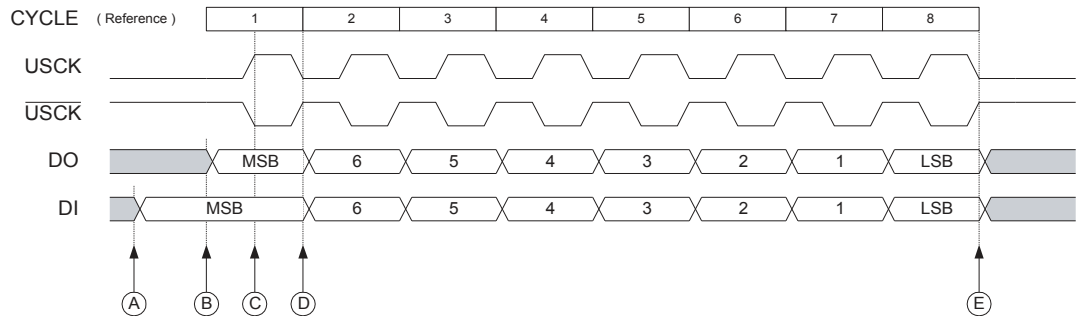 CYCLE ( Reference ) 1 2 3 4 5 6 7 8
USCK
USCK
DO MSB 6 5 4 3 2 1 LSB
DI MSB 6 5 4 3 2 1 LSB
A B C D E